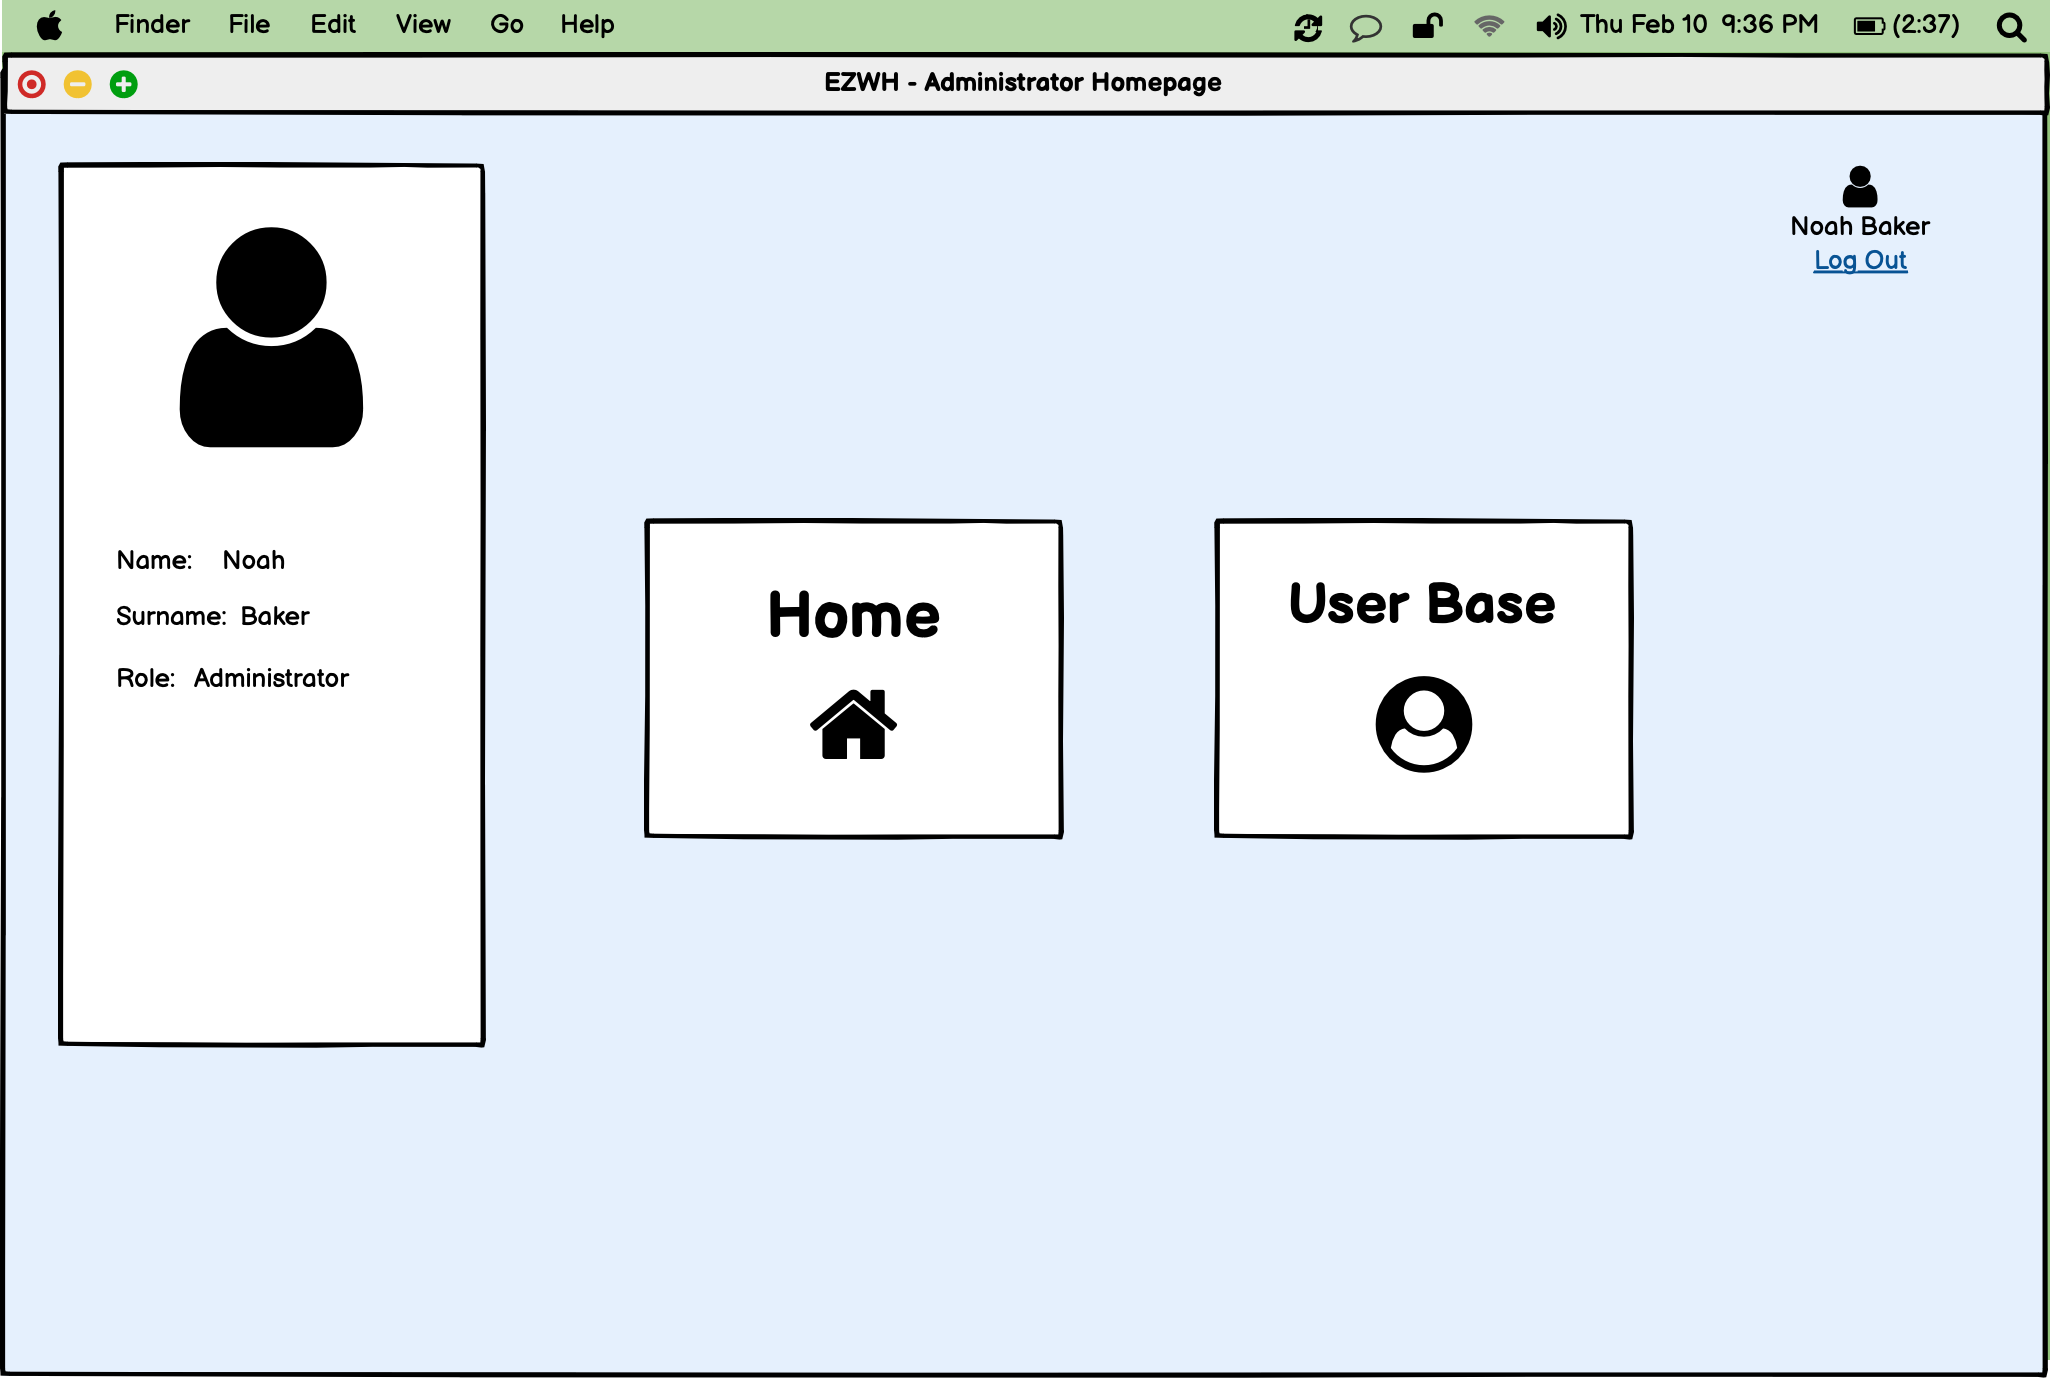 Finder File Edit View Go Help Thu Feb 10 9:36 PM (2:37)
EZWH - Administrator Homepage
Noah Baker
Log Out
Name: Noah
Surname: Baker
Role: Administrator
Home
User Base